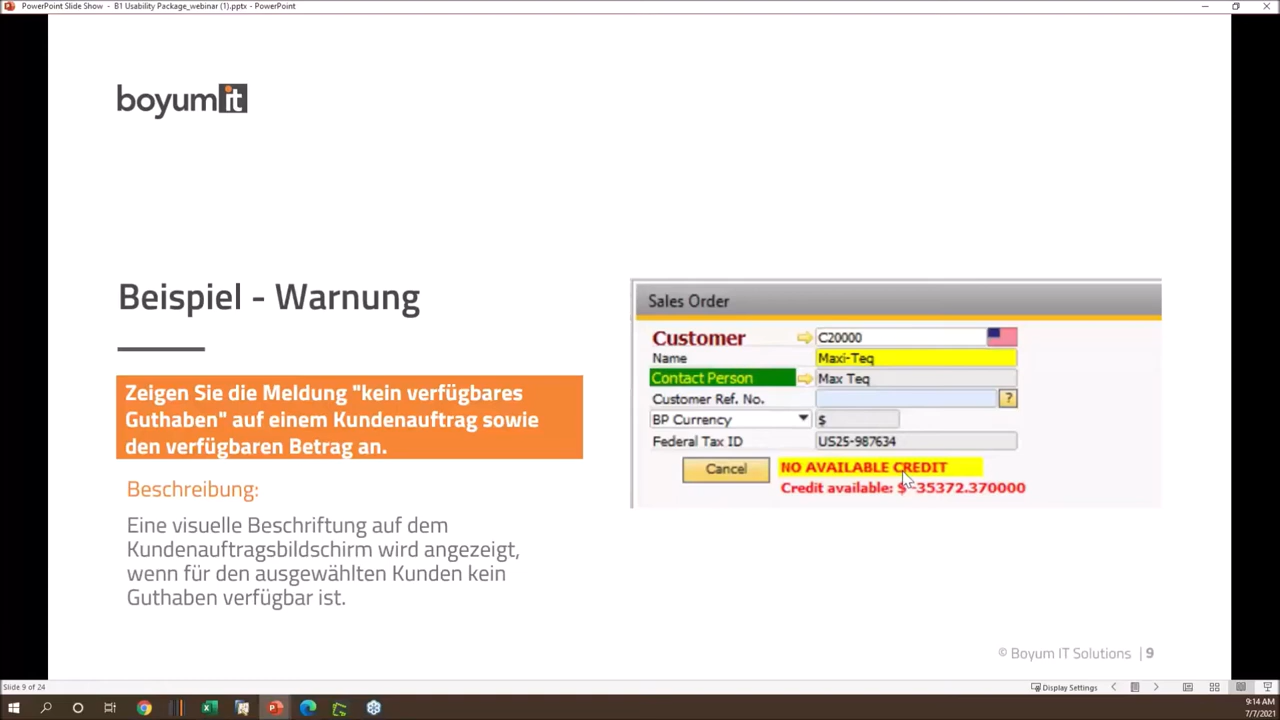 PowerPoint Slide Show - B1 Usability Package_webinar (1).pptx - PowerPoint
boyumit
Beispiel - Warnung
Zeigen Sie die Meldung "kein verfügbares
Guthaben" auf einem Kundenauftrag sowie
den verfügbaren Betrag an.
Beschreibung:
Eine visuelle Beschriftung auf dem
Kundenauftragsbildschirm wird angezeigt,
wenn für den ausgewählten Kunden kein
Guthaben verfügbar ist.
Sales Order
Customer C20000
Name Maxi-Teq
Contact Person Max Teq
Customer Ref. No. ?
BP Currency $
Federal Tax ID US25-987634
Cancel NO AVAILABLE CREDIT
Credit available: $ -35372.370000
© Boyum IT Solutions | 9
Slide 9 of 24 Display Settings
9:14 AM
7/7/2021